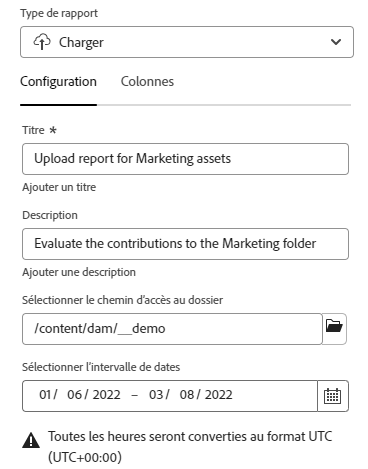 Type de rapport
Charger
Configuration Colonnes
Titre *
Upload report for Marketing assets
Ajouter un titre
Description
Evaluate the contributions to the Marketing folder
Ajouter une description
Sélectionner le chemin d'accès au dossier
/content/dam/__demo
Sélectionner l'intervalle de dates
01/ 06/ 2022 – 03/ 08/ 2022
Toutes les heures seront converties au format UTC
(UTC+00:00)